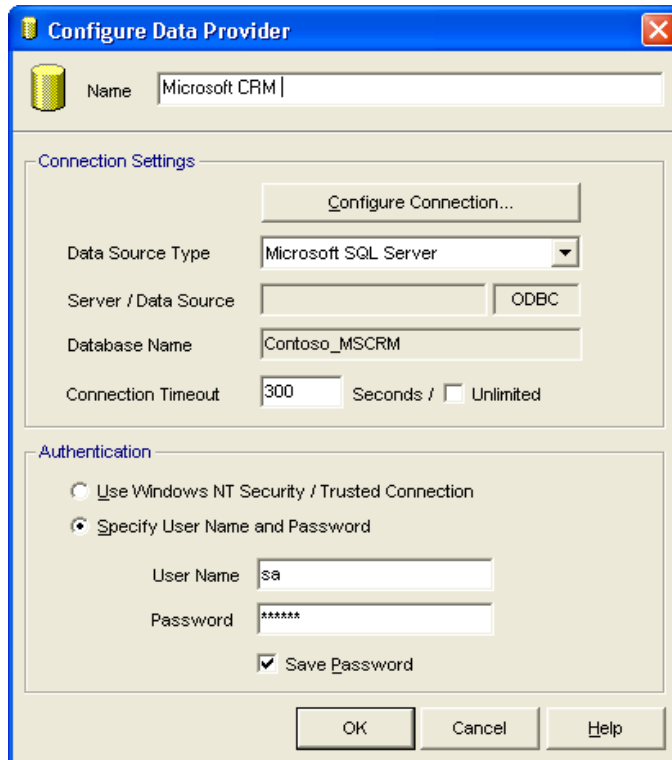 Configure Data Provider
Name Microsoft CRM
Connection Settings
Configure Connection...
Data Source Type Microsoft SQL Server
Server / Data Source ODBC
Database Name Contoso_MSCRM
Connection Timeout 300 Seconds / Unlimited
Authentication
Use Windows NT Security / Trusted Connection
Specify User Name and Password
User Name sa
Password ******
Save Password
OK Cancel Help